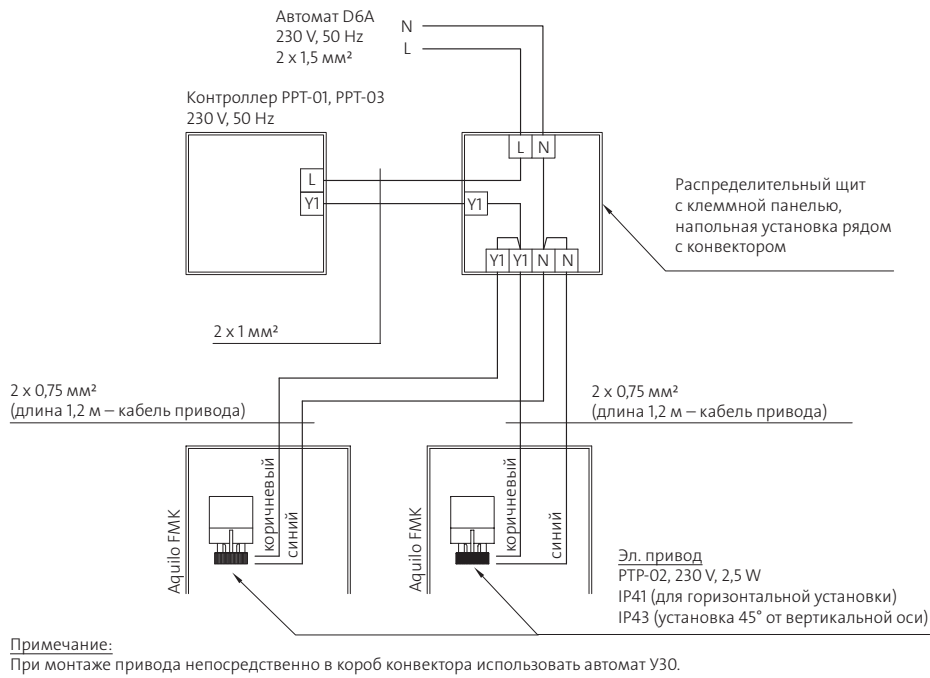 Автомат D6A
230 V, 50 Hz
2 x 1,5 мм²
N
L
Контроллер PPT-01, PPT-03
230 V, 50 Hz
L N
L
Y1
Y1
Распределительный щит
с клеммной панелью,
напольная установка рядом
с конвектором
Y1 Y1 N N
2 x 1 мм²
2 x 0,75 мм²
(длина 1,2 м – кабель привода)
2 x 0,75 мм²
(длина 1,2 м – кабель привода)
Aquilo FMK
коричневый
синий
Aquilo FMK
коричневый
синий
Эл. привод
PTP-02, 230 V, 2,5 W
IP41 (для горизонтальной установки)
IP43 (установка 45° от вертикальной оси)
Примечание:
При монтаже привода непосредственно в короб конвектора использовать автомат УЗО.